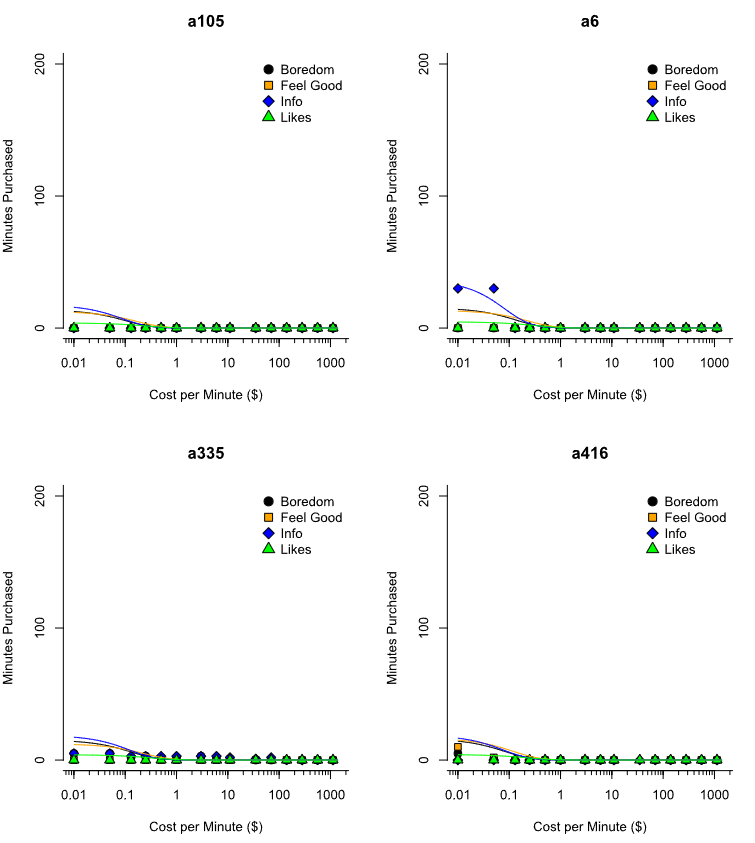 a105
200
100
0
Minutes Purchased
Boredom
Feel Good
Info
Likes
0.01 0.1 1 10 100 1000
Cost per Minute ($)
a6
200
100
0
Minutes Purchased
Boredom
Feel Good
Info
Likes
0.01 0.1 1 10 100 1000
Cost per Minute ($)
a335
200
100
0
Minutes Purchased
Boredom
Feel Good
Info
Likes
0.01 0.1 1 10 100 1000
Cost per Minute ($)
a416
200
100
0
Minutes Purchased
Boredom
Feel Good
Info
Likes
0.01 0.1 1 10 100 1000
Cost per Minute ($)